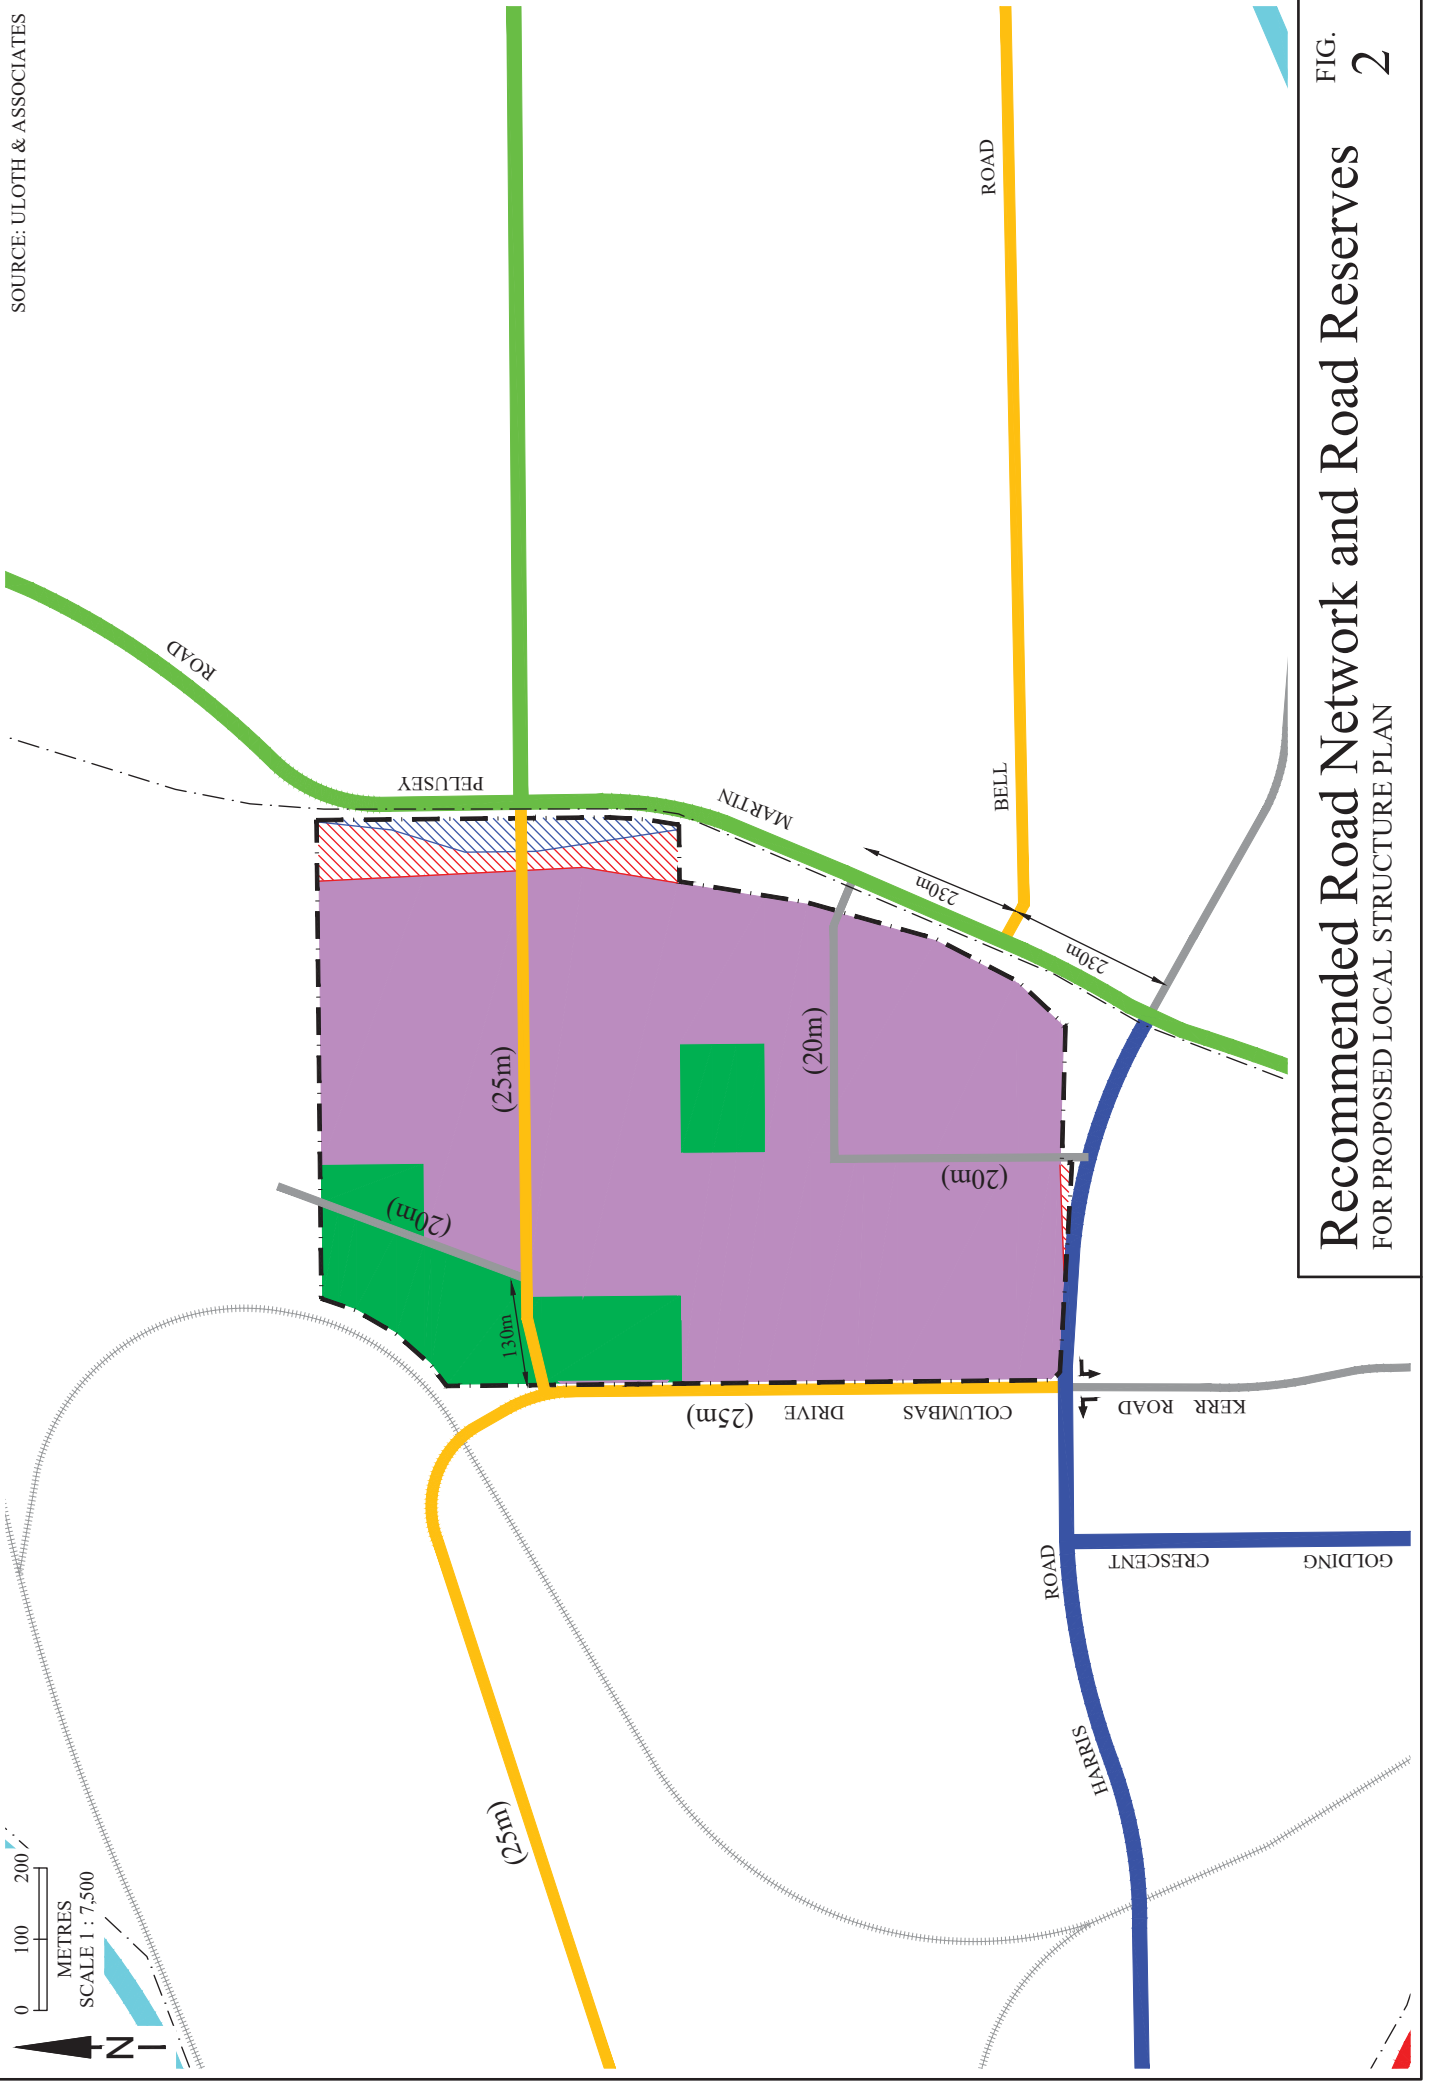 SOURCE: ULOTH & ASSOCIATES
0 100 200
METRES
SCALE 1 : 7,500
N
ROAD
PELUSEY
MARTIN
ROAD
BELL
230m
230m
(25m)
(20m)
(20m)
(20m)
130m
(25m)
DRIVE
COLUMBAS
KERR ROAD
(25m)
ROAD
HARRIS
CRESCENT
GOLDING
Recommended Road Network and Road Reserves
FOR PROPOSED LOCAL STRUCTURE PLAN
FIG.
2